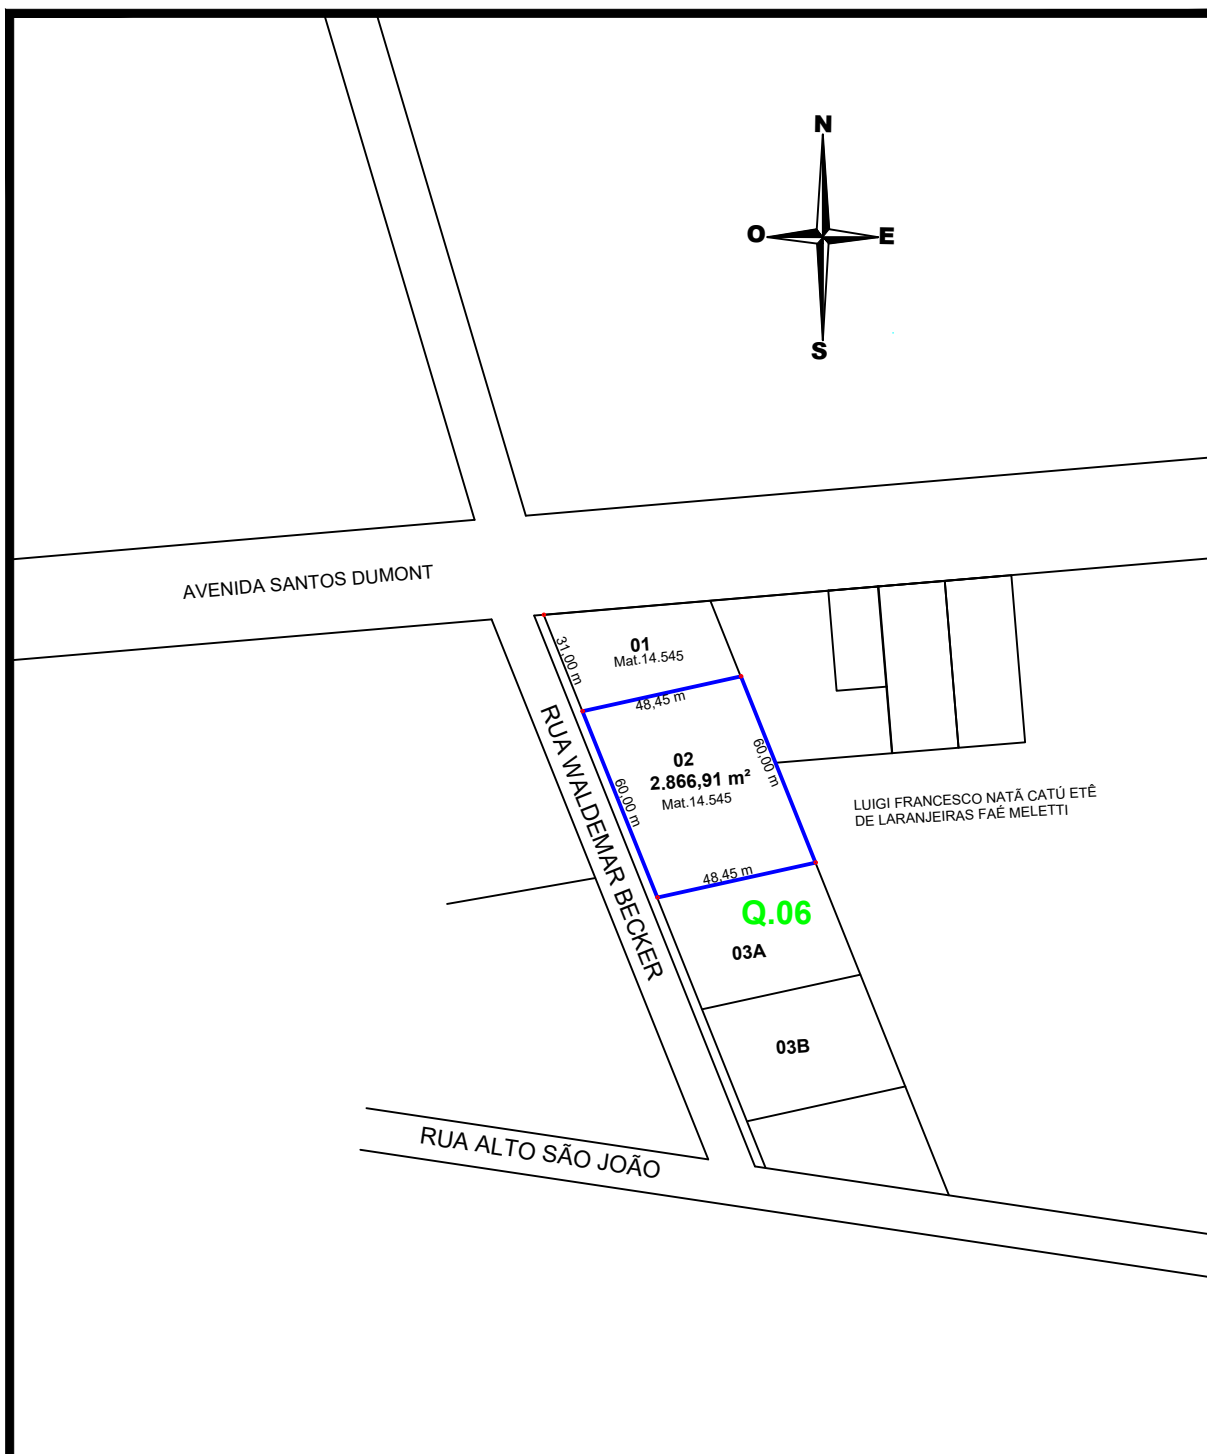 N
O
E
S
AVENIDA SANTOS DUMONT
01
Mat.14.545
31,00 m
48,45 m
RUA WALDEMAR BECKER
02
2.866,91 m²
Mat.14.545
60,00 m
60,00 m
LUIGI FRANCESCO NATÃ CATÚ ETÊ
DE LARANJEIRAS FAÉ MELETTI
48,45 m
Q.06
03A
03B
RUA ALTO SÃO JOÃO